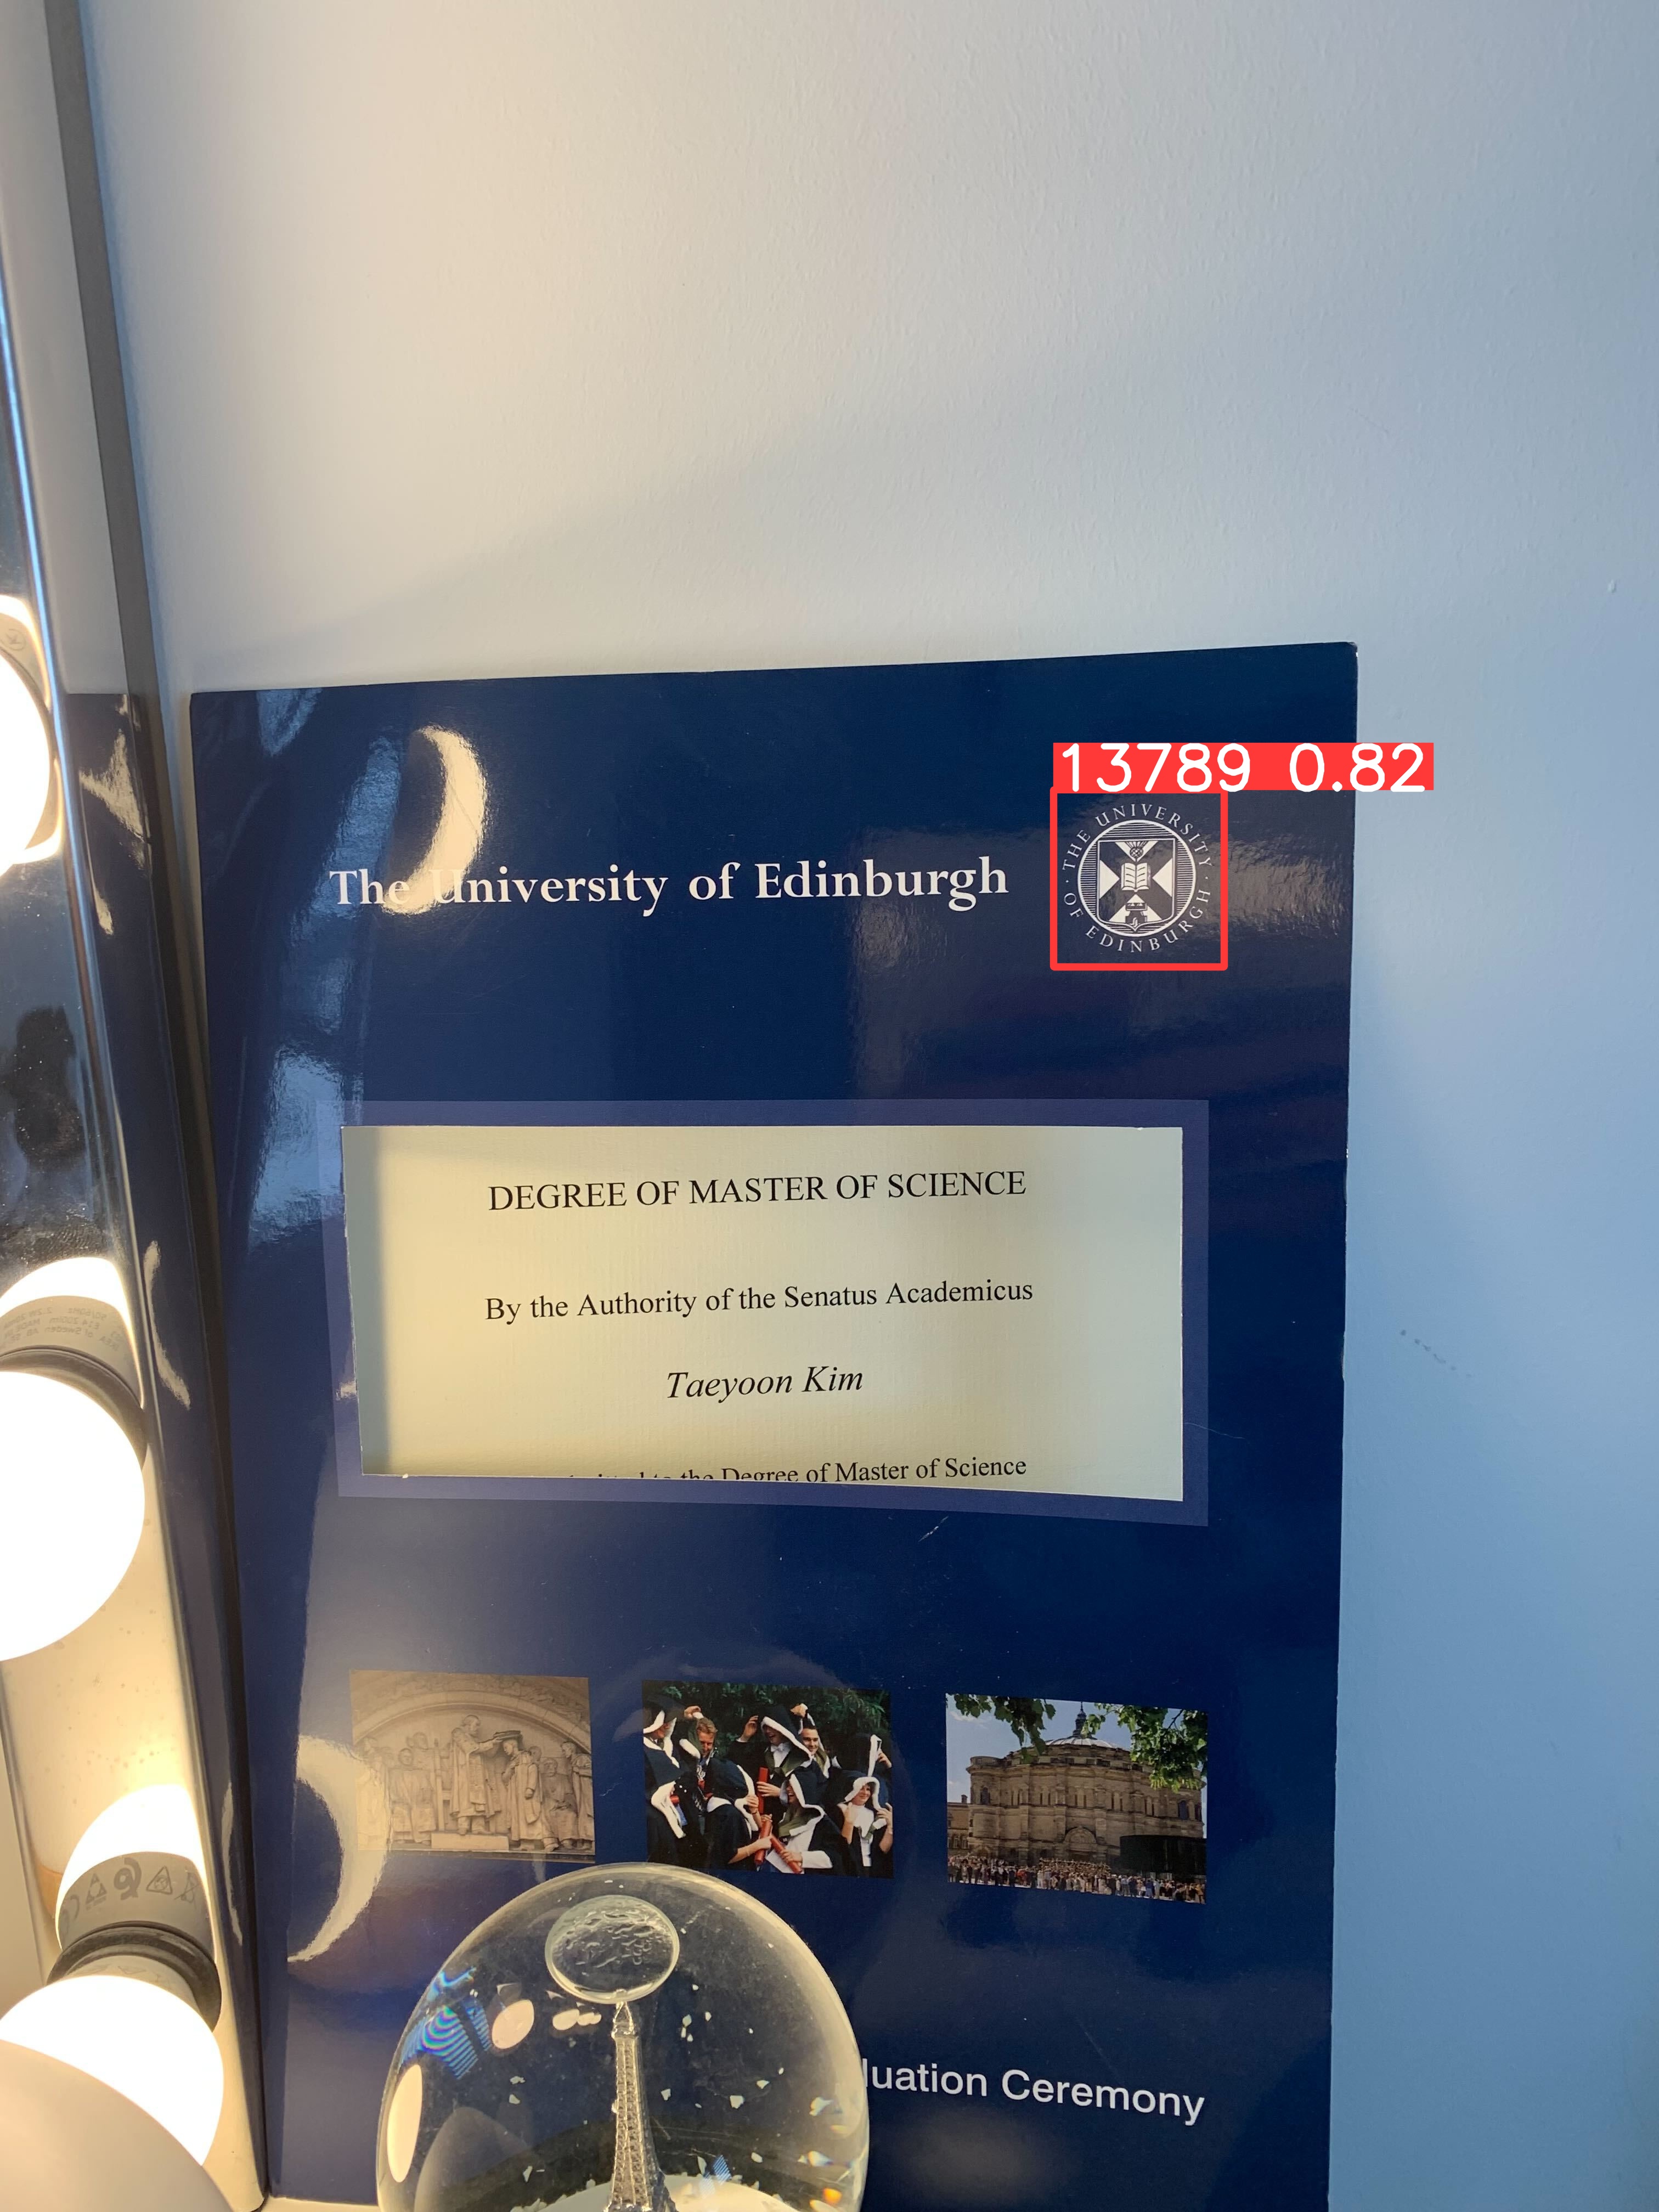 13789 0.82
The University of Edinburgh
THE UNIVERSITY OF EDINBURGH
DEGREE OF MASTER OF SCIENCE
By the Authority of the Senatus Academicus
Taeyoon Kim
the Degree of Master of Science
Ceremony